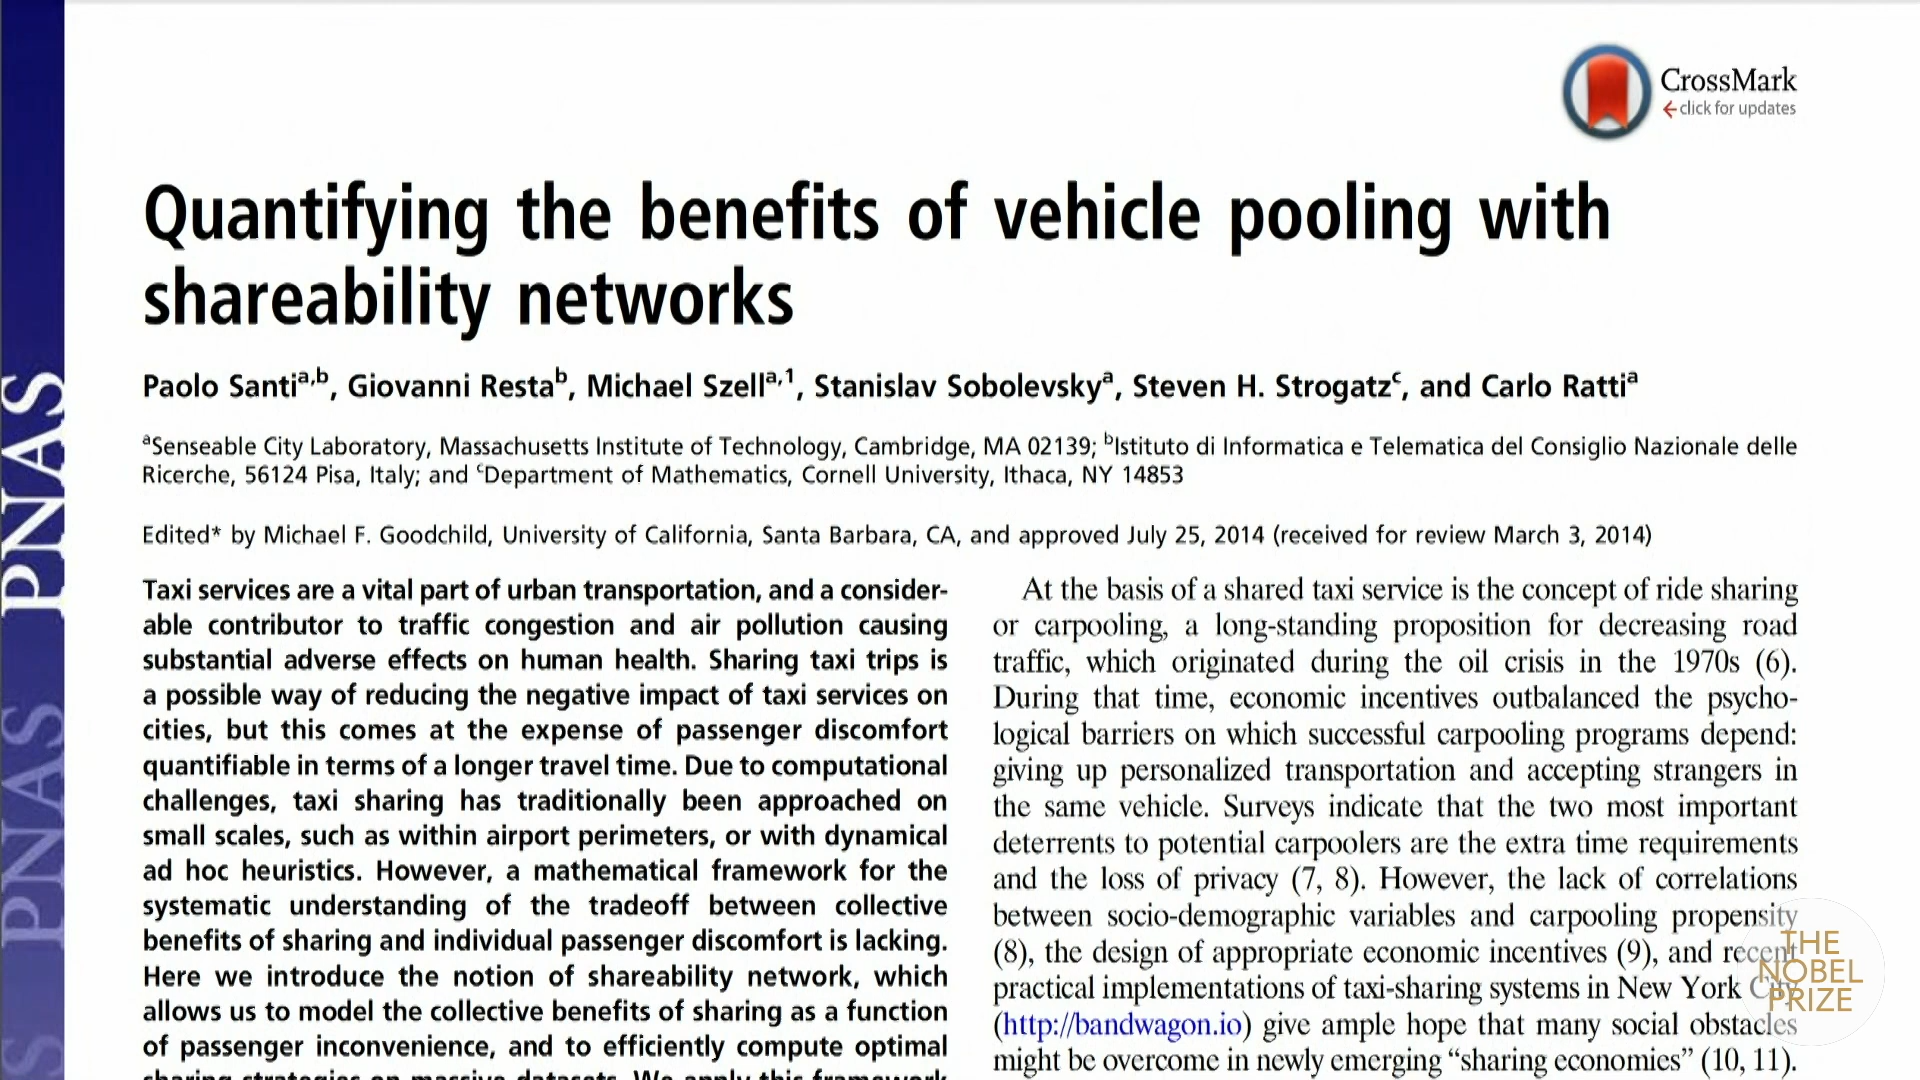 CrossMark
←click for updates
Quantifying the benefits of vehicle pooling with
shareability networks
Paolo Santia,b, Giovanni Restab, Michael Szella,1, Stanislav Sobolevskya, Steven H. Strogatzc, and Carlo Rattia
aSenseable City Laboratory, Massachusetts Institute of Technology, Cambridge, MA 02139; bIstituto di Informatica e Telematica del Consiglio Nazionale delle
Ricerche, 56124 Pisa, Italy; and cDepartment of Mathematics, Cornell University, Ithaca, NY 14853
Edited* by Michael F. Goodchild, University of California, Santa Barbara, CA, and approved July 25, 2014 (received for review March 3, 2014)
Taxi services are a vital part of urban transportation, and a consider-
able contributor to traffic congestion and air pollution causing
substantial adverse effects on human health. Sharing taxi trips is
a possible way of reducing the negative impact of taxi services on
cities, but this comes at the expense of passenger discomfort
quantifiable in terms of a longer travel time. Due to computational
challenges, taxi sharing has traditionally been approached on
small scales, such as within airport perimeters, or with dynamical
ad hoc heuristics. However, a mathematical framework for the
systematic understanding of the tradeoff between collective
benefits of sharing and individual passenger discomfort is lacking.
Here we introduce the notion of shareability network, which
allows us to model the collective benefits of sharing as a function
of passenger inconvenience, and to efficiently compute optimal
sharing strategies on massive datasets. We apply this framework
At the basis of a shared taxi service is the concept of ride sharing
or carpooling, a long-standing proposition for decreasing road
traffic, which originated during the oil crisis in the 1970s (6).
During that time, economic incentives outbalanced the psycho-
logical barriers on which successful carpooling programs depend:
giving up personalized transportation and accepting strangers in
the same vehicle. Surveys indicate that the two most important
deterrents to potential carpoolers are the extra time requirements
and the loss of privacy (7, 8). However, the lack of correlations
between socio-demographic variables and carpooling propensity
(8), the design of appropriate economic incentives (9), and recent
practical implementations of taxi-sharing systems in New York City
(http://bandwagon.io) give ample hope that many social obstacles
might be overcome in newly emerging “sharing economies” (10, 11).
PNAS
PNAS
S
THE
NOBEL
PRIZE